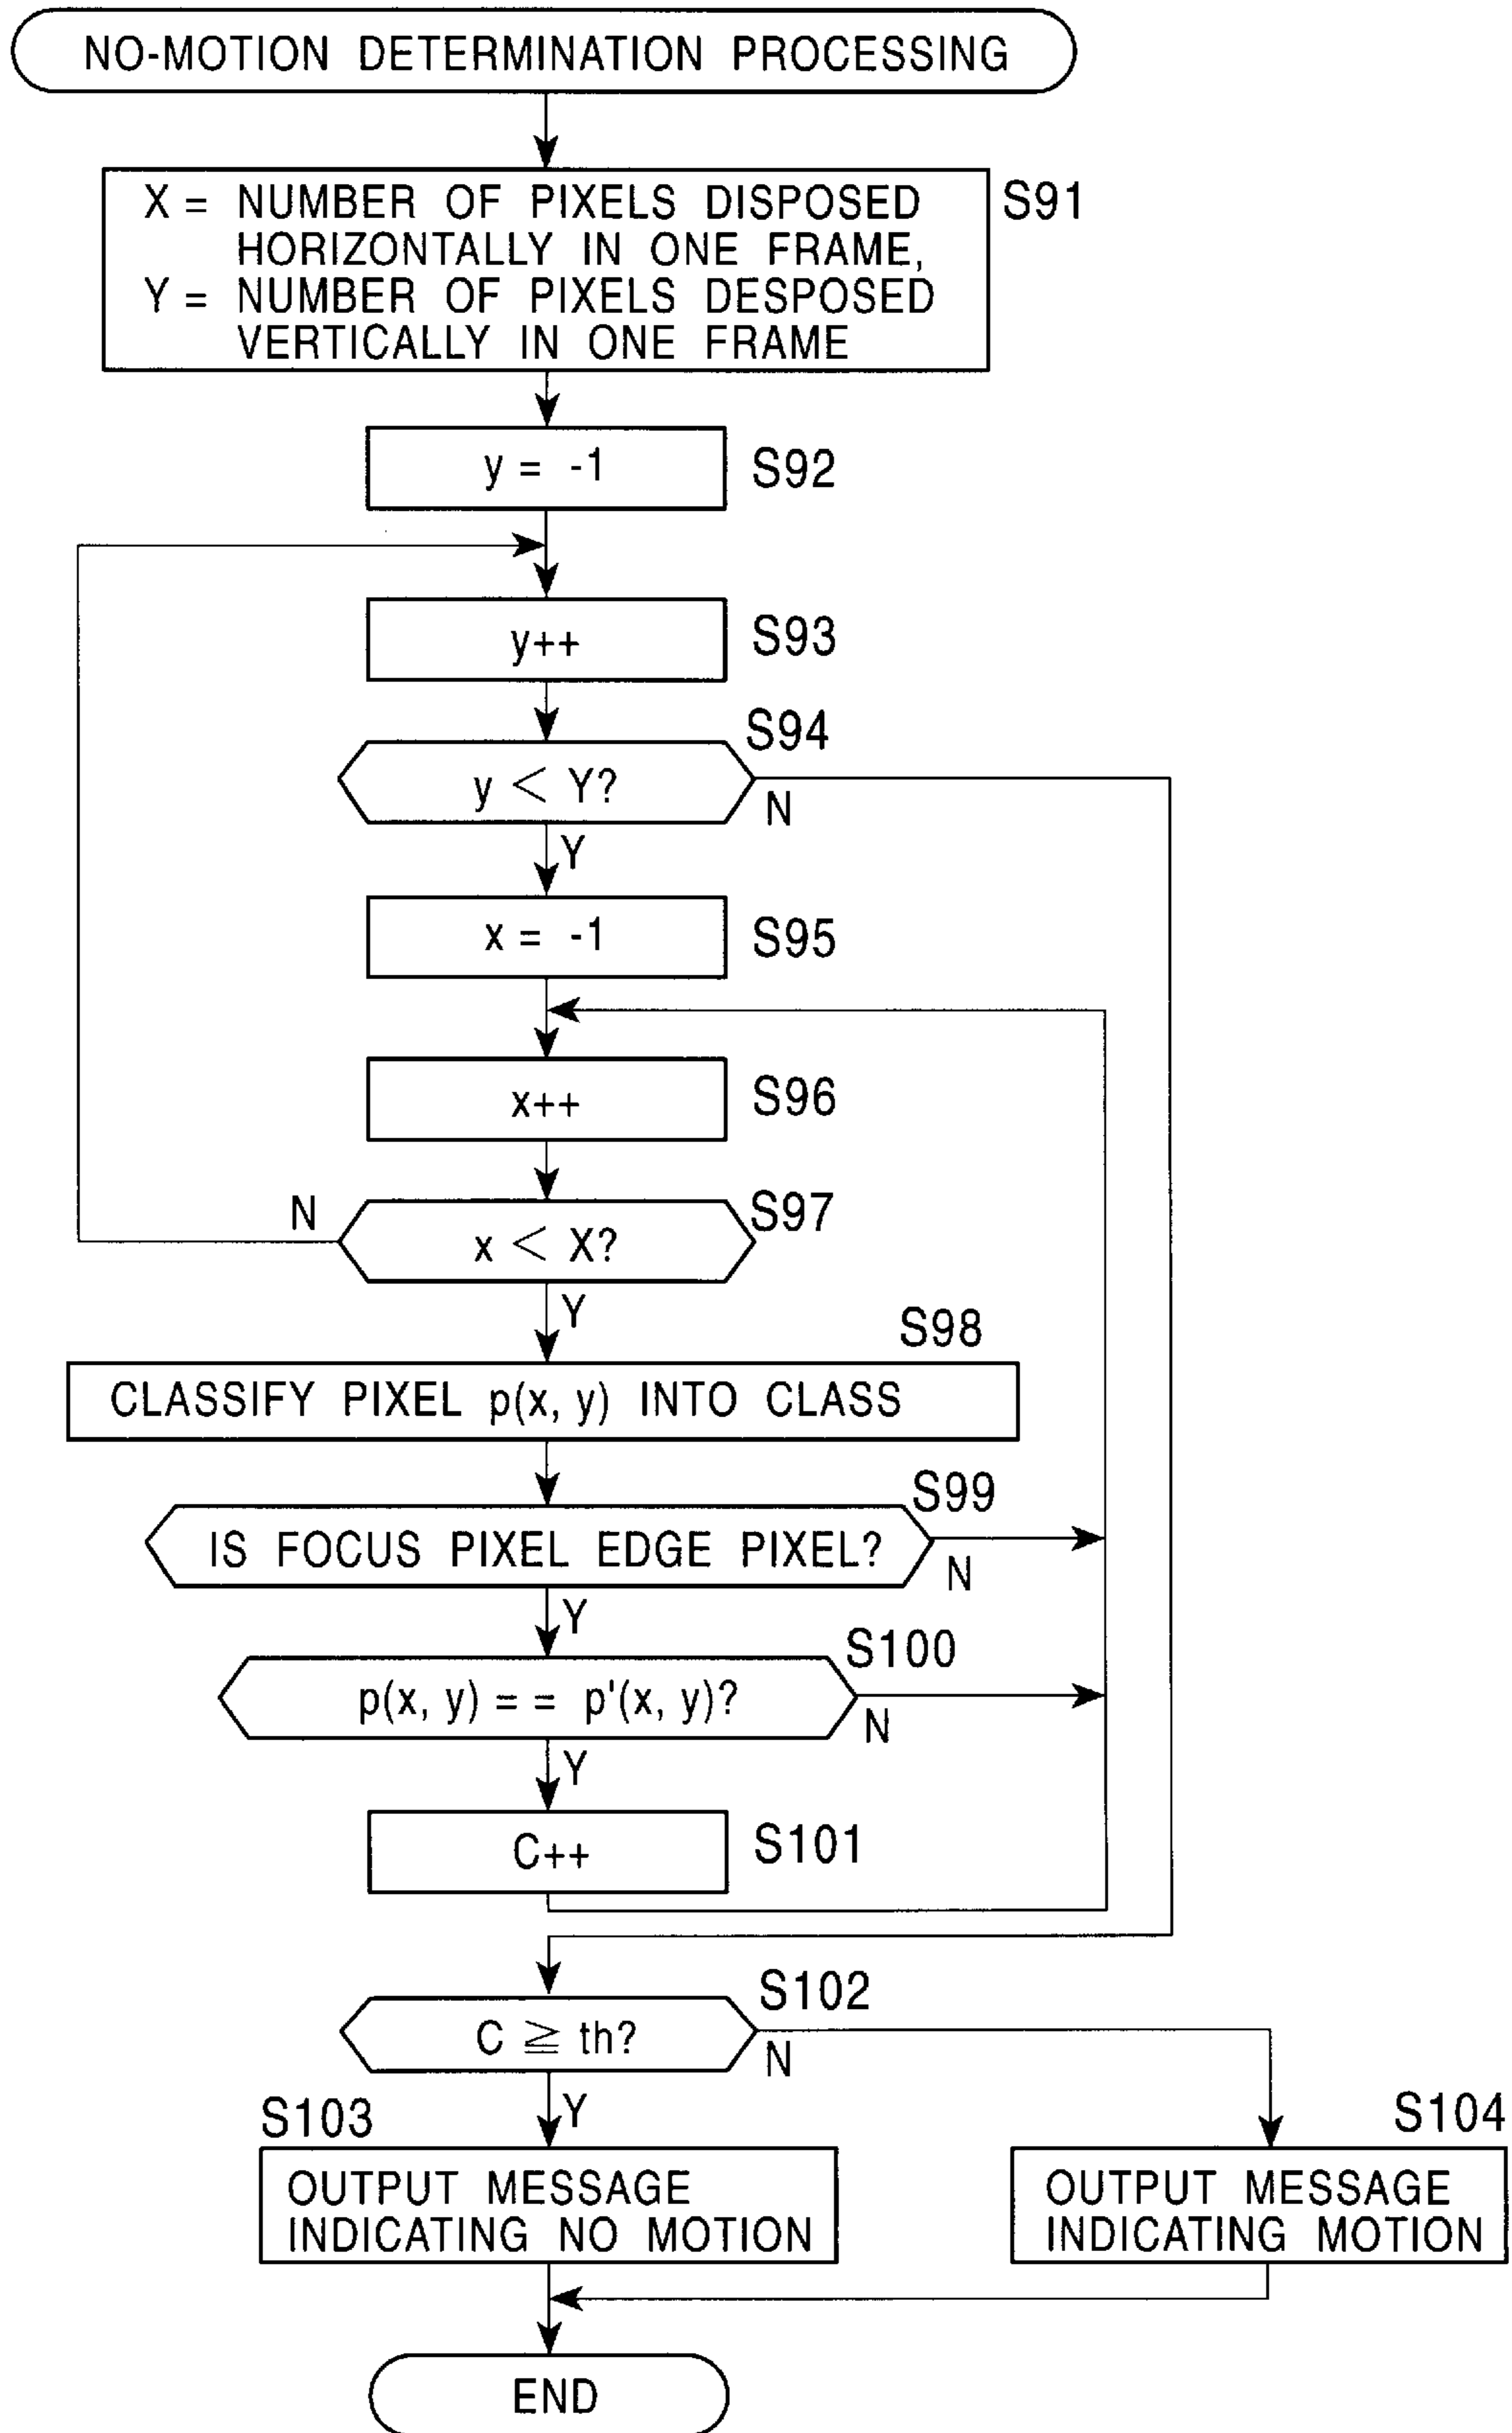 NO-MOTION DETERMINATION PROCESSING
X = NUMBER OF PIXELS DISPOSED
HORIZONTALLY IN ONE FRAME,
Y = NUMBER OF PIXELS DESPOSED
VERTICALLY IN ONE FRAME
S91
y = -1
S92
y++
S93
S94
y < Y?
N
Y
x = -1
S95
x++
S96
S97
N
x < X?
Y
S98
CLASSIFY PIXEL p(x, y) INTO CLASS
S99
IS FOCUS PIXEL EDGE PIXEL?
N
Y
S100
p(x, y) = = p'(x, y)?
N
Y
C++
S101
S102
C ≧ th?
N
Y
S103
OUTPUT MESSAGE
INDICATING NO MOTION
S104
OUTPUT MESSAGE
INDICATING MOTION
END